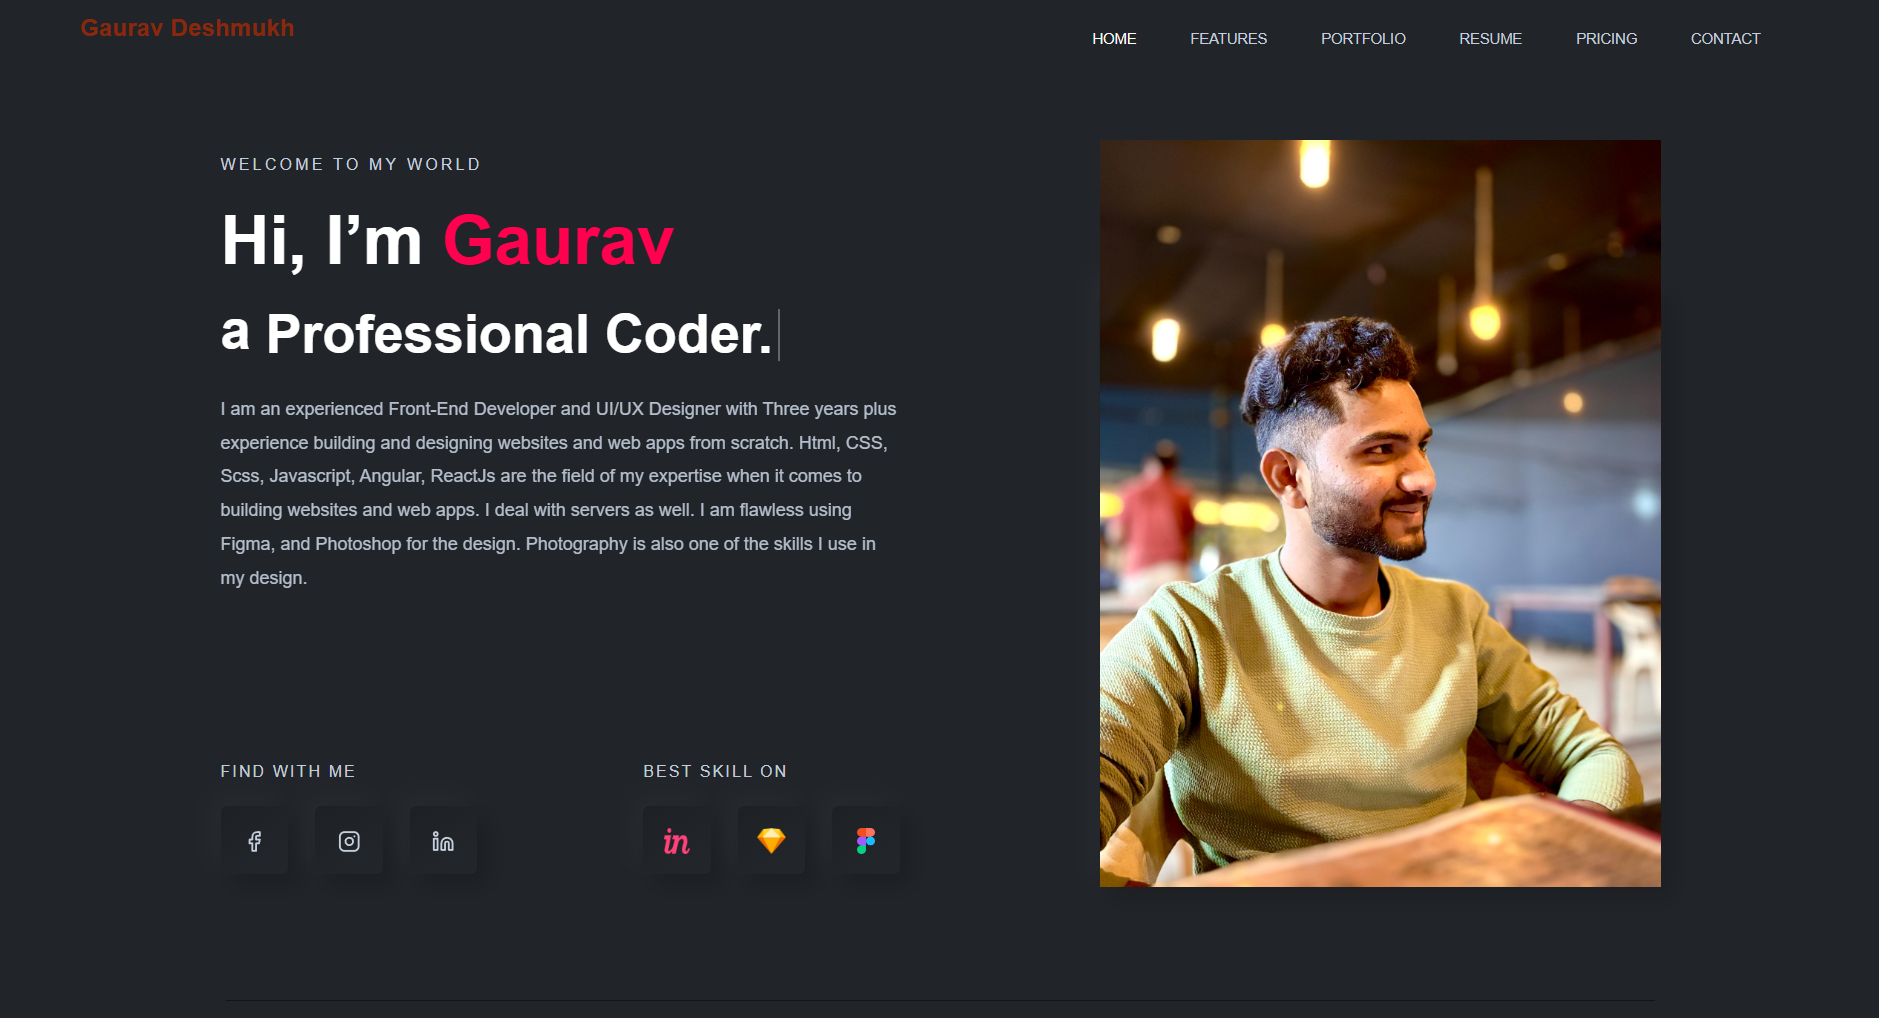 Gaurav Deshmukh
HOME FEATURES PORTFOLIO RESUME PRICING CONTACT
WELCOME TO MY WORLD
Hi, I’m Gaurav
a Professional Coder.
I am an experienced Front-End Developer and UI/UX Designer with Three years plus
experience building and designing websites and web apps from scratch. Html, CSS,
Scss, Javascript, Angular, ReactJs are the field of my expertise when it comes to
building websites and web apps. I deal with servers as well. I am flawless using
Figma, and Photoshop for the design. Photography is also one of the skills I use in
my design.
FIND WITH ME
BEST SKILL ON
in
in